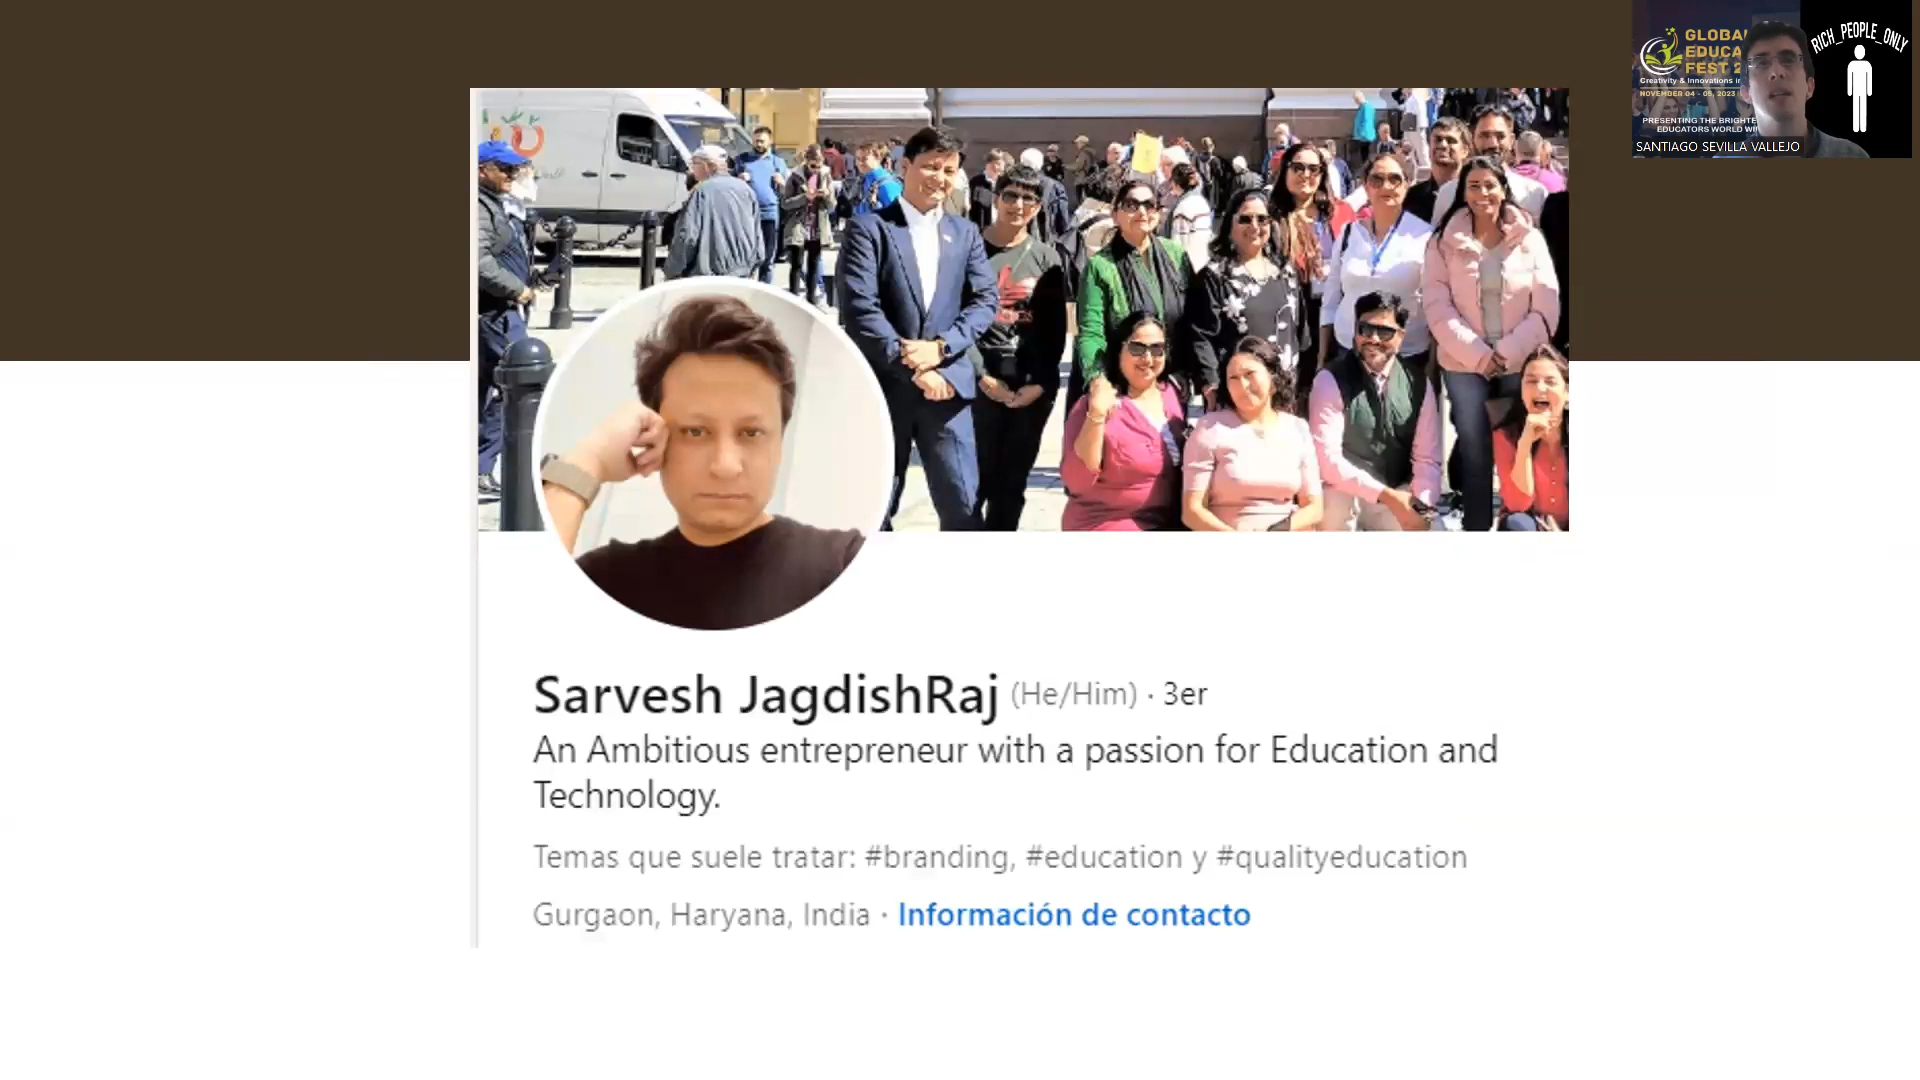 GLOBAL
EDUCA
FEST 2
Creativity & Innovations in
NOVEMBER 04 - 05, 2023
PRESENTING THE BRIGHTE
EDUCATORS WORLD WI
SANTIAGO SEVILLA VALLEJO
RICH_PEOPLE_ONLY
Sarvesh JagdishRaj (He/Him) · 3er
An Ambitious entrepreneur with a passion for Education and
Technology.
Temas que suele tratar: #branding, #education y #qualityeducation
Gurgaon, Haryana, India · Información de contacto